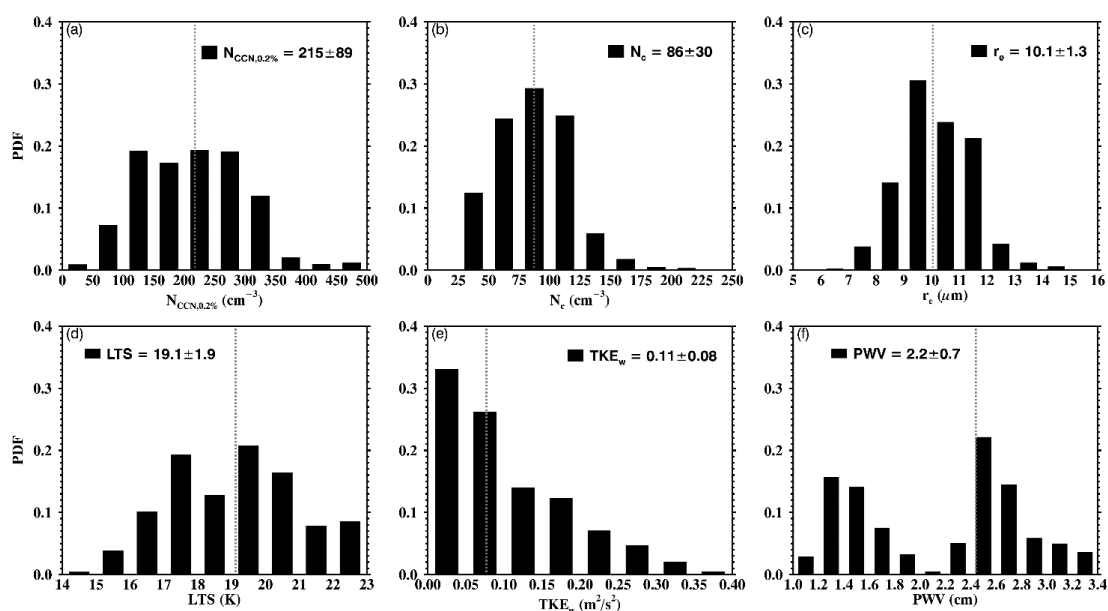 (a) N_CCN,0.2% = 215±89
(b) N_c = 86±30
(c) r_e = 10.1±1.3
PDF
0.4
0.3
0.2
0.1
0.0
0.4
0.3
0.2
0.1
0.0
0.4
0.3
0.2
0.1
0.0
0 50 100 150 200 250 300 350 400 450 500
0 25 50 75 100 125 150 175 200 225 250
5 6 7 8 9 10 11 12 13 14 15 16
N_CCN,0.2% (cm⁻³)
N_c (cm⁻³)
r_e (μm)
(d) LTS = 19.1±1.9
(e) TKE_w = 0.11±0.08
(f) PWV = 2.2±0.7
PDF
0.4
0.3
0.2
0.1
0.0
0.4
0.3
0.2
0.1
0.0
0.4
0.3
0.2
0.1
0.0
14 15 16 17 18 19 20 21 22 23
0.00 0.05 0.10 0.15 0.20 0.25 0.30 0.35 0.40
1.0 1.2 1.4 1.6 1.8 2.0 2.2 2.4 2.6 2.8 3.0 3.2 3.4
LTS (K)
TKE_w (m²/s²)
PWV (cm)